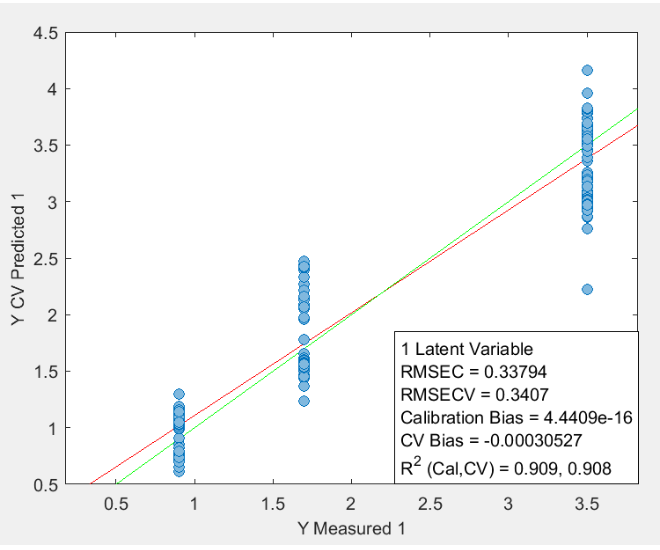 4.5
4
3.5
3
2.5
2
1.5
1
0.5
Y CV Predicted 1
1 Latent Variable
RMSEC = 0.33794
RMSECV = 0.3407
Calibration Bias = 4.4409e-16
CV Bias = -0.00030527
R² (Cal,CV) = 0.909, 0.908
0.5 1 1.5 2 2.5 3 3.5
Y Measured 1